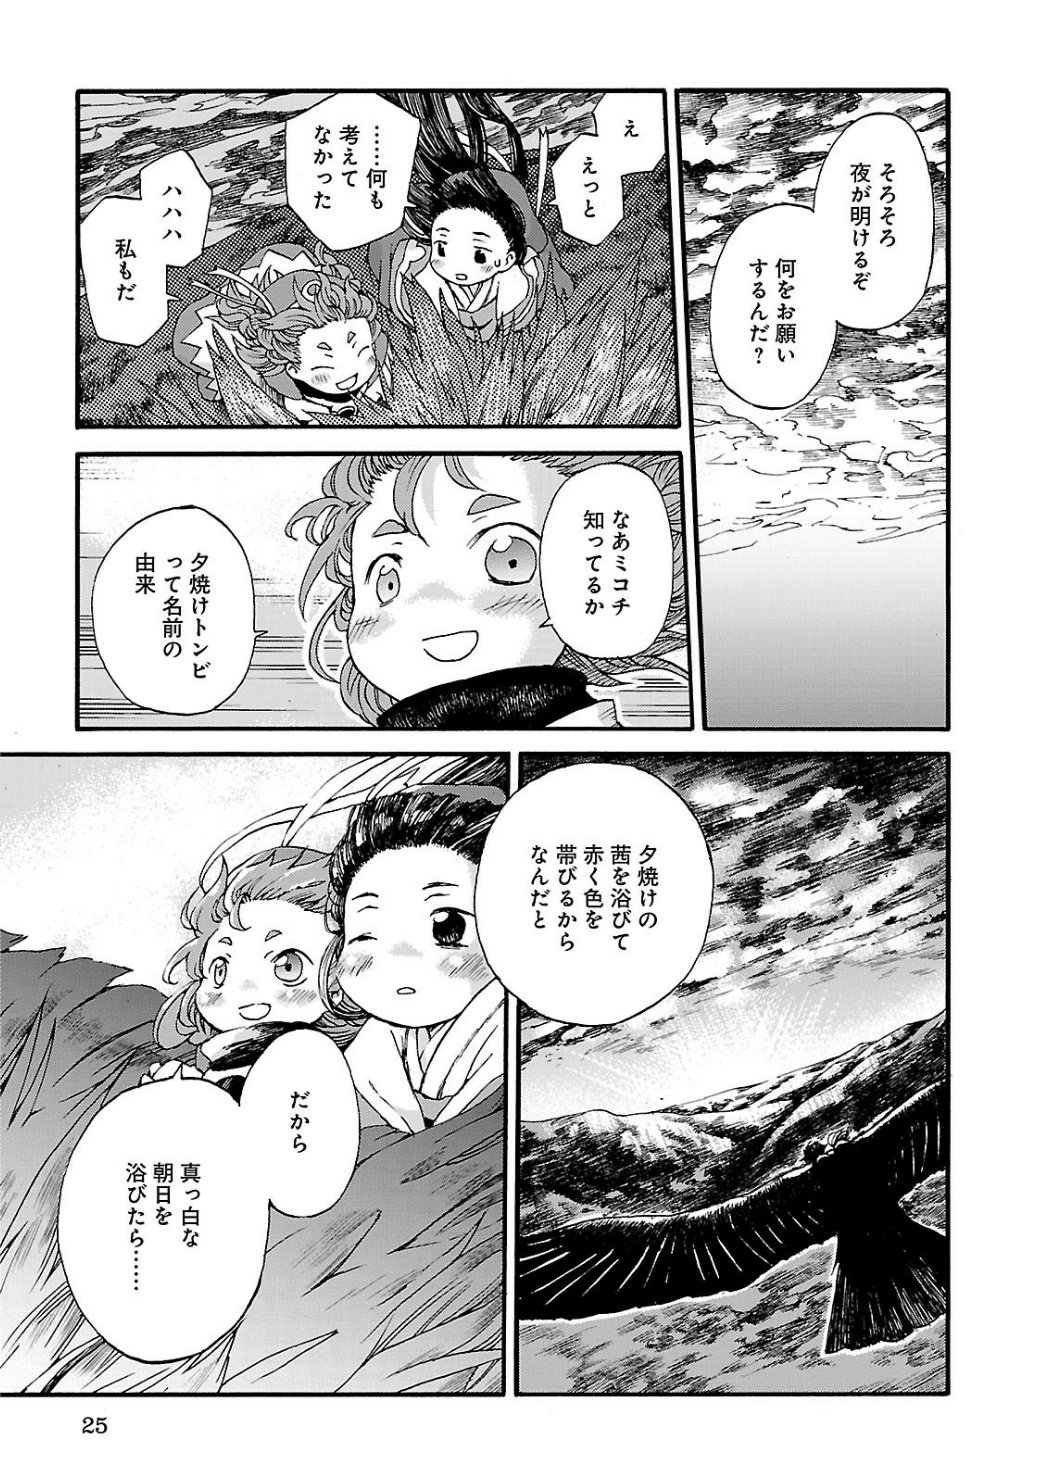 そろそろ
夜が明けるぞ
何をお願い
するんだ？
え
えっと
……何も
考えて
なかった
ハハハ
私もだ
なあミコチ
知ってるか
夕焼けトンビ
って名前の
由来
夕焼けの
茜を浴びて
赤く色を
帯びるから
なんだと
だから
真っ白な
朝日を
浴びたら……
25